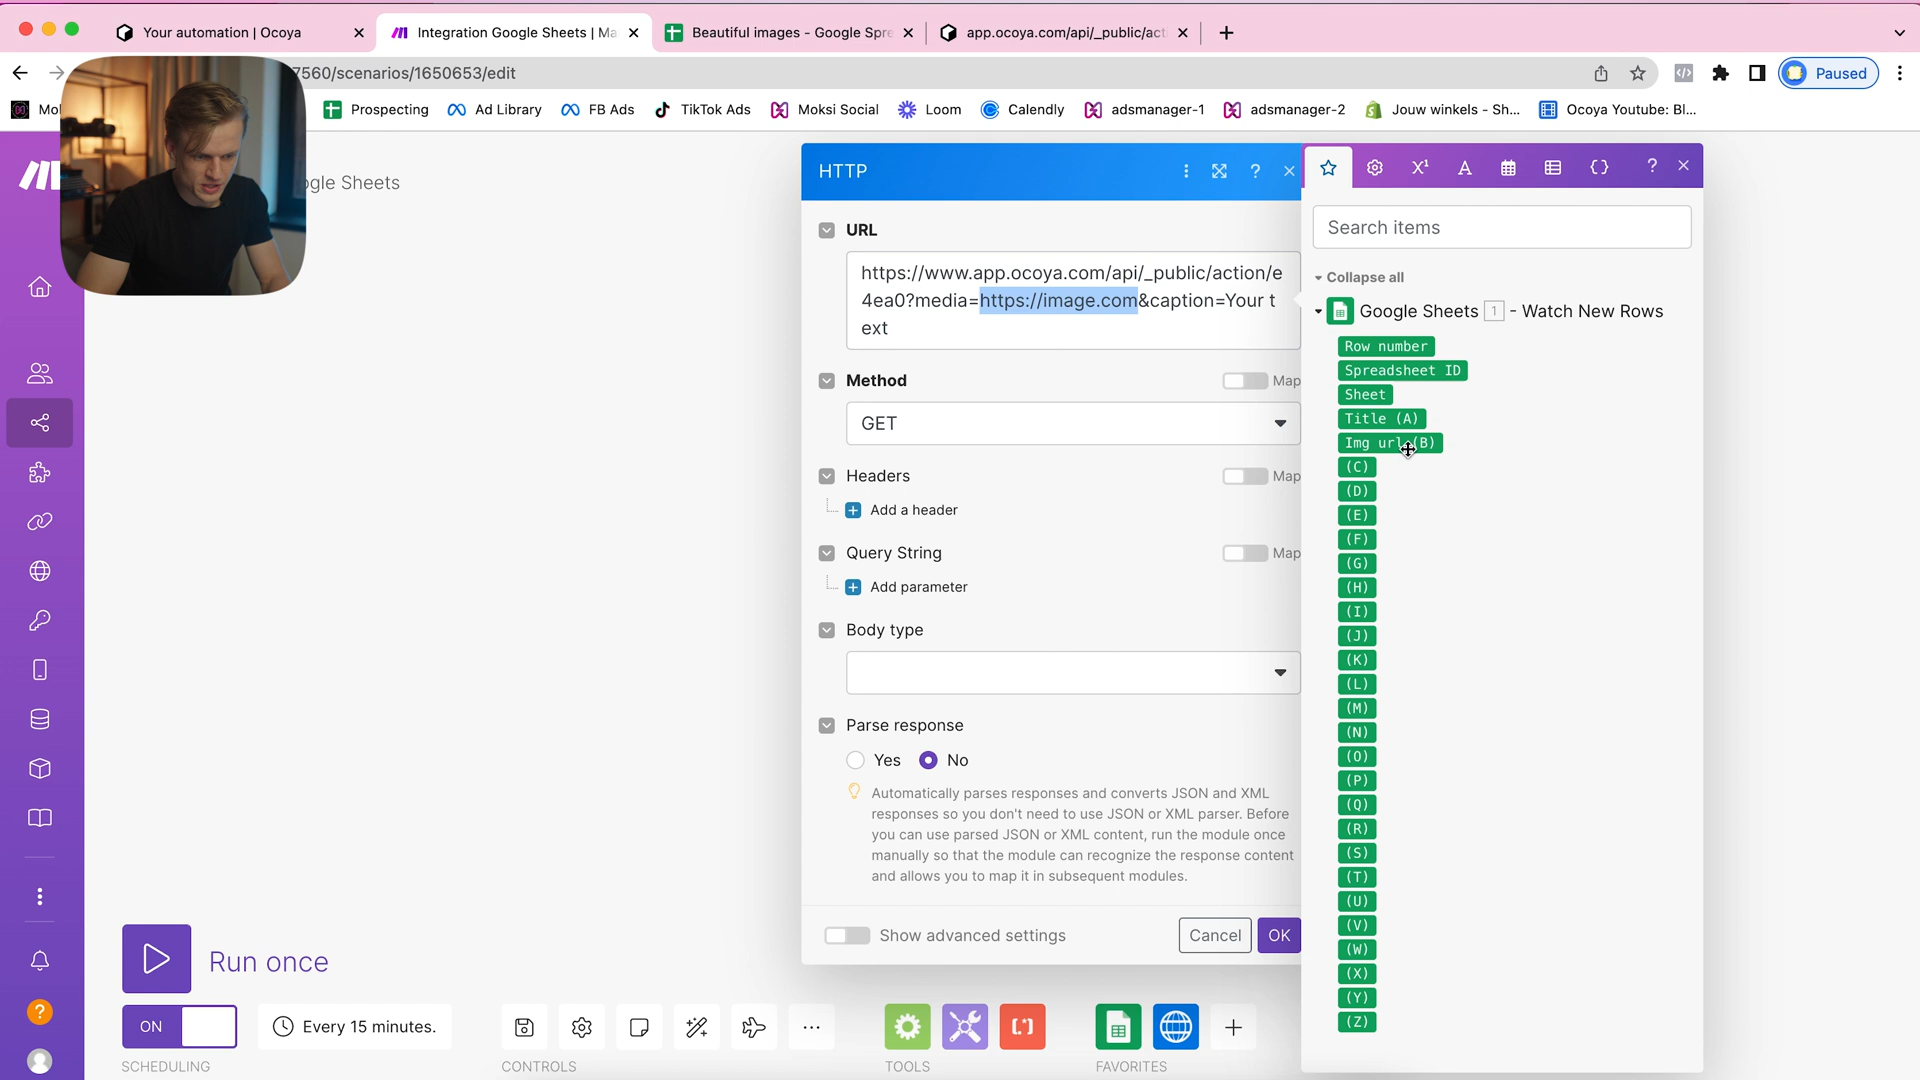 Your automation | Ocoya
Integration Google Sheets | Ma
Beautiful images - Google Spre
app.ocoya.com/api/_public/act
7560/scenarios/1650653/edit
Paused
Mo
Prospecting
Ad Library
FB Ads
TikTok Ads
Moksi Social
Loom
Calendly
adsmanager-1
adsmanager-2
Jouw winkels - Sh...
Ocoya Youtube: Bl...
ogle Sheets
HTTP
URL
https://www.app.ocoya.com/api/_public/action/e
4ea0?media=https://image.com&caption=Your t
ext
Method
Map
GET
Headers
Map
Add a header
Query String
Map
Add parameter
Body type
Parse response
Yes
No
Automatically parses responses and converts JSON and XML
responses so you don't need to use JSON or XML parser. Before
you can use parsed JSON or XML content, run the module once
manually so that the module can recognize the response content
and allows you to map it in subsequent modules.
Show advanced settings
Cancel
OK
Search items
Collapse all
Google Sheets 1 - Watch New Rows
Row number
Spreadsheet ID
Sheet
Title (A)
Img url (B)
(C)
(D)
(E)
(F)
(G)
(H)
(I)
(J)
(K)
(L)
(M)
(N)
(O)
(P)
(Q)
(R)
(S)
(T)
(U)
(V)
(W)
(X)
(Y)
(Z)
Run once
ON
Every 15 minutes.
SCHEDULING
CONTROLS
TOOLS
FAVORITES